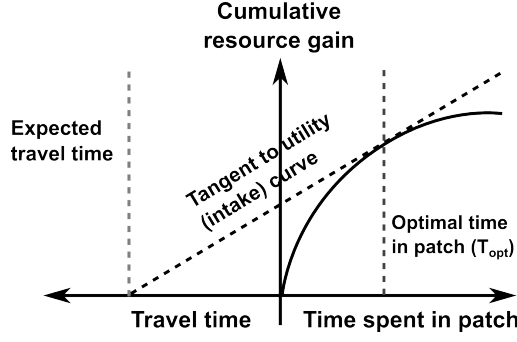 Cumulative
resource gain
Expected
travel time
Tangent to utility
(intake) curve
Optimal time
in patch (Topt)
Travel time
Time spent in patch